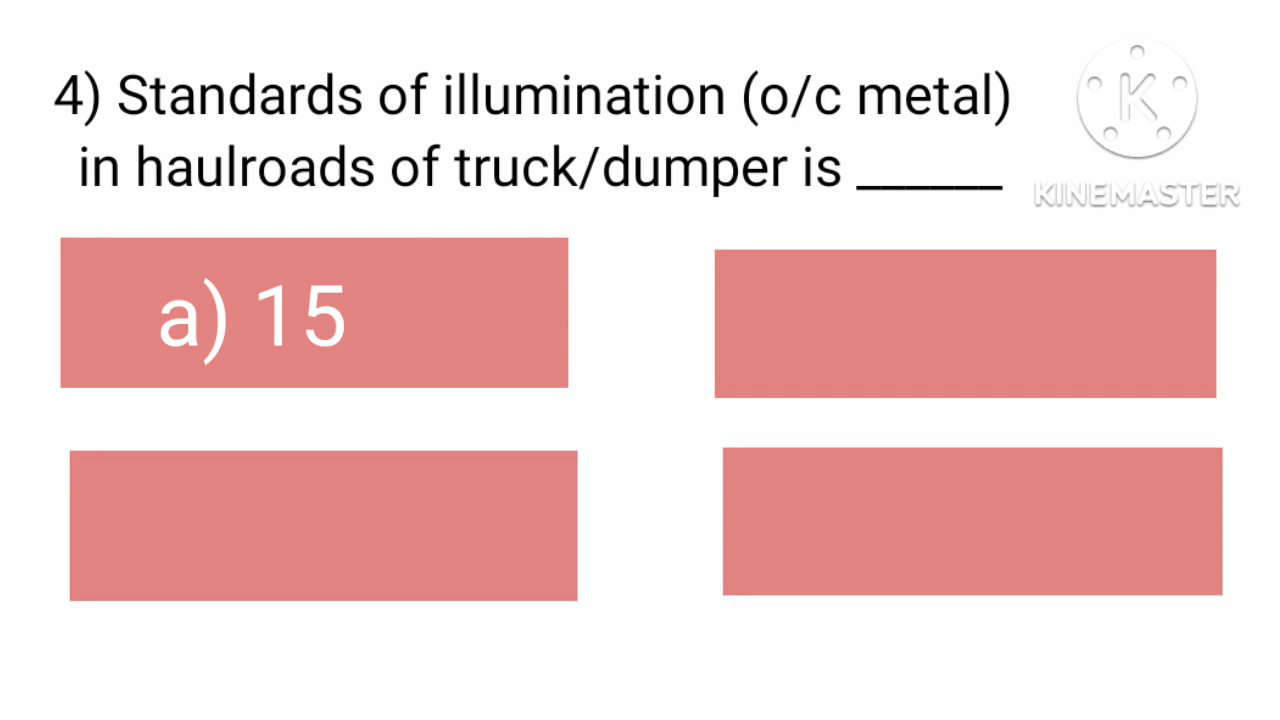 4) Standards of illumination (o/c metal)
in haulroads of truck/dumper is ______
K
KINEMASTER
a) 15